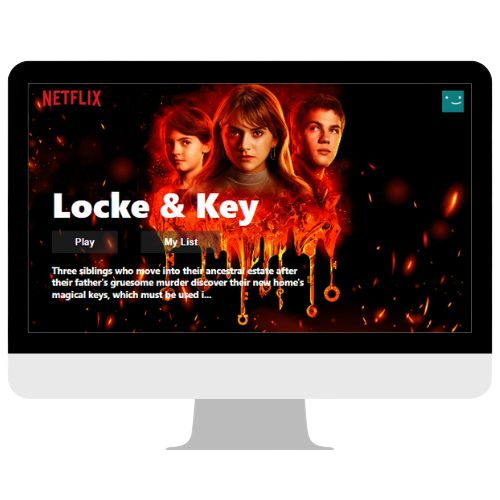 NETFLIX
Locke & Key
Play
My List
Three siblings who move into their ancestral estate after
their father's gruesome murder discover their new home's
magical keys, which must be used i...